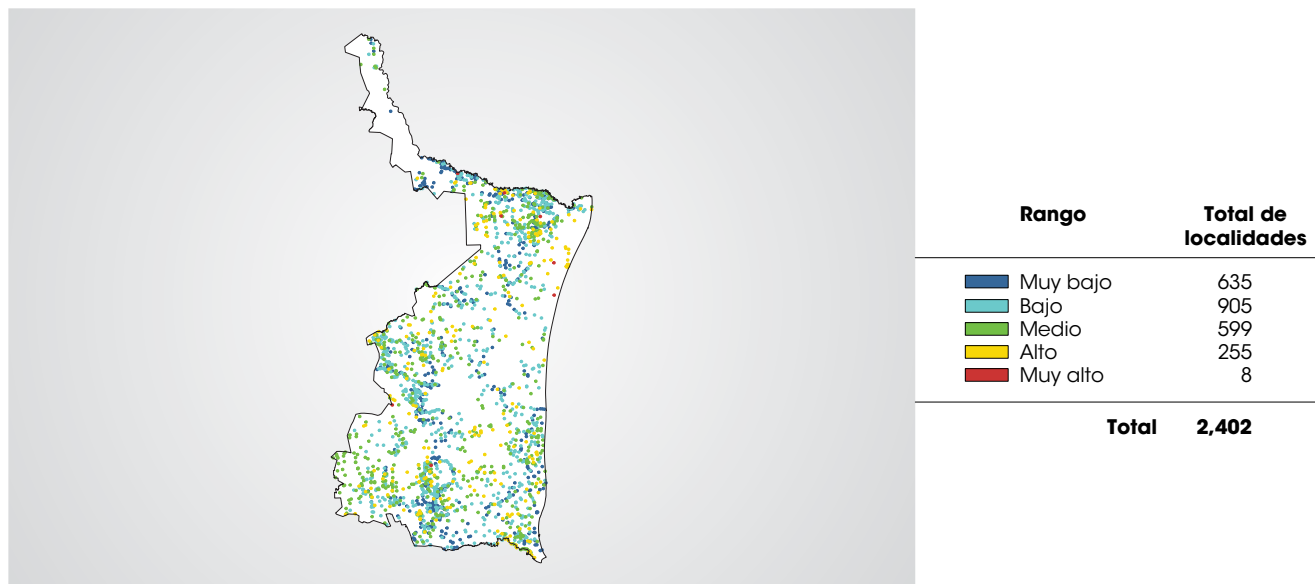 Rango Total de
localidades
Muy bajo 635
Bajo 905
Medio 599
Alto 255
Muy alto 8
Total 2,402